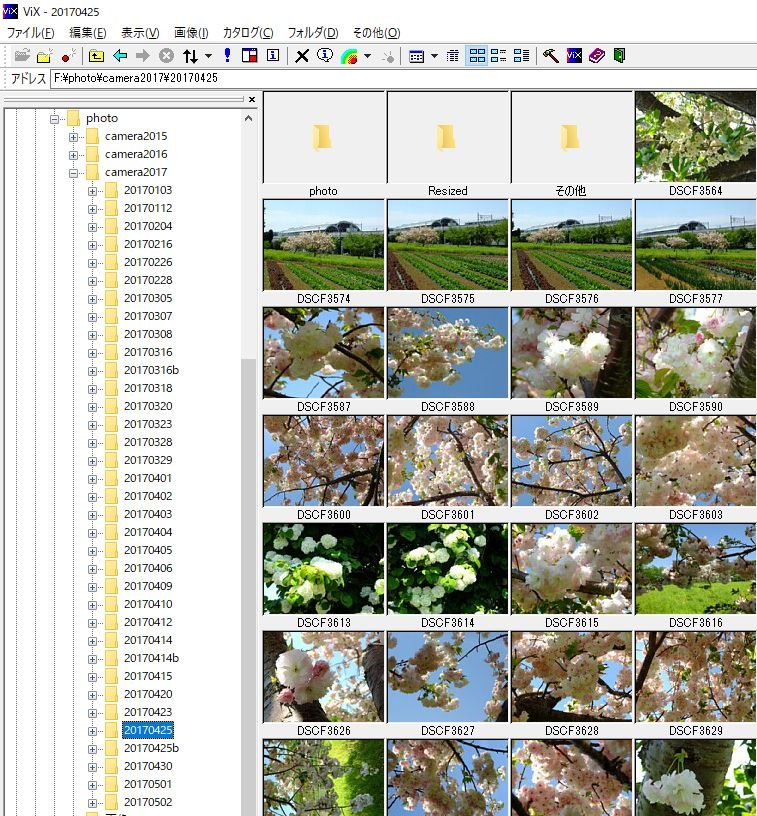 ViX - 20170425
ファイル(F) 編集(E) 表示(V) 画像(I) カタログ(C) フォルダ(D) その他(O)
アドレス F:¥photo¥camera2017¥20170425
photo
camera2015
camera2016
camera2017
20170103
20170112
20170204
20170216
20170226
20170228
20170305
20170307
20170308
20170316
20170316b
20170318
20170320
20170323
20170328
20170329
20170401
20170402
20170403
20170404
20170405
20170406
20170409
20170410
20170412
20170414
20170414b
20170415
20170420
20170423
20170425
20170425b
20170430
20170501
20170502
photo Resized その他 DSCF3564
DSCF3574 DSCF3575 DSCF3576 DSCF3577
DSCF3587 DSCF3588 DSCF3589 DSCF3590
DSCF3600 DSCF3601 DSCF3602 DSCF3603
DSCF3613 DSCF3614 DSCF3615 DSCF3616
DSCF3626 DSCF3627 DSCF3628 DSCF3629